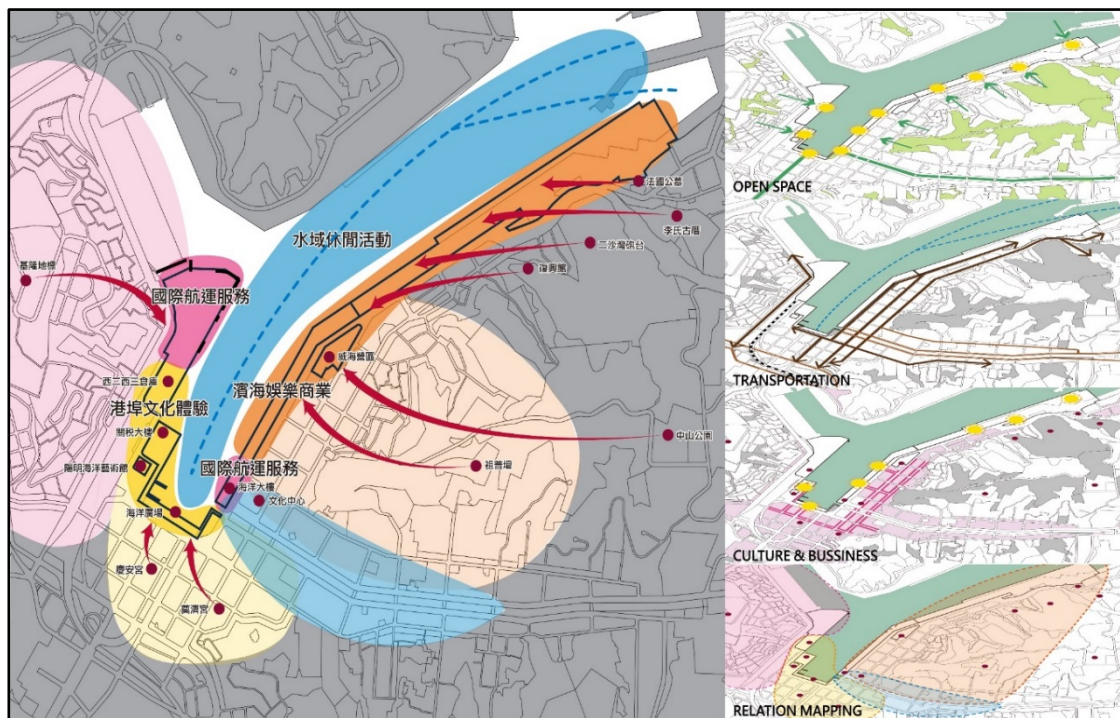 法國公墓
李氏古厝
水域休閒活動
二沙灣砲台
基隆地標
國際航運服務
威海營區
西二西三倉庫
濱海娛樂商業
港埠文化體驗
關稅大樓
中山公園
國際航運服務
祖普壇
陽明海洋藝術館
海洋大樓
文化中心
海洋廣場
慶安宮
奠濟宮
OPEN SPACE
TRANSPORTATION
CULTURE & BUSSINESS
RELATION MAPPING